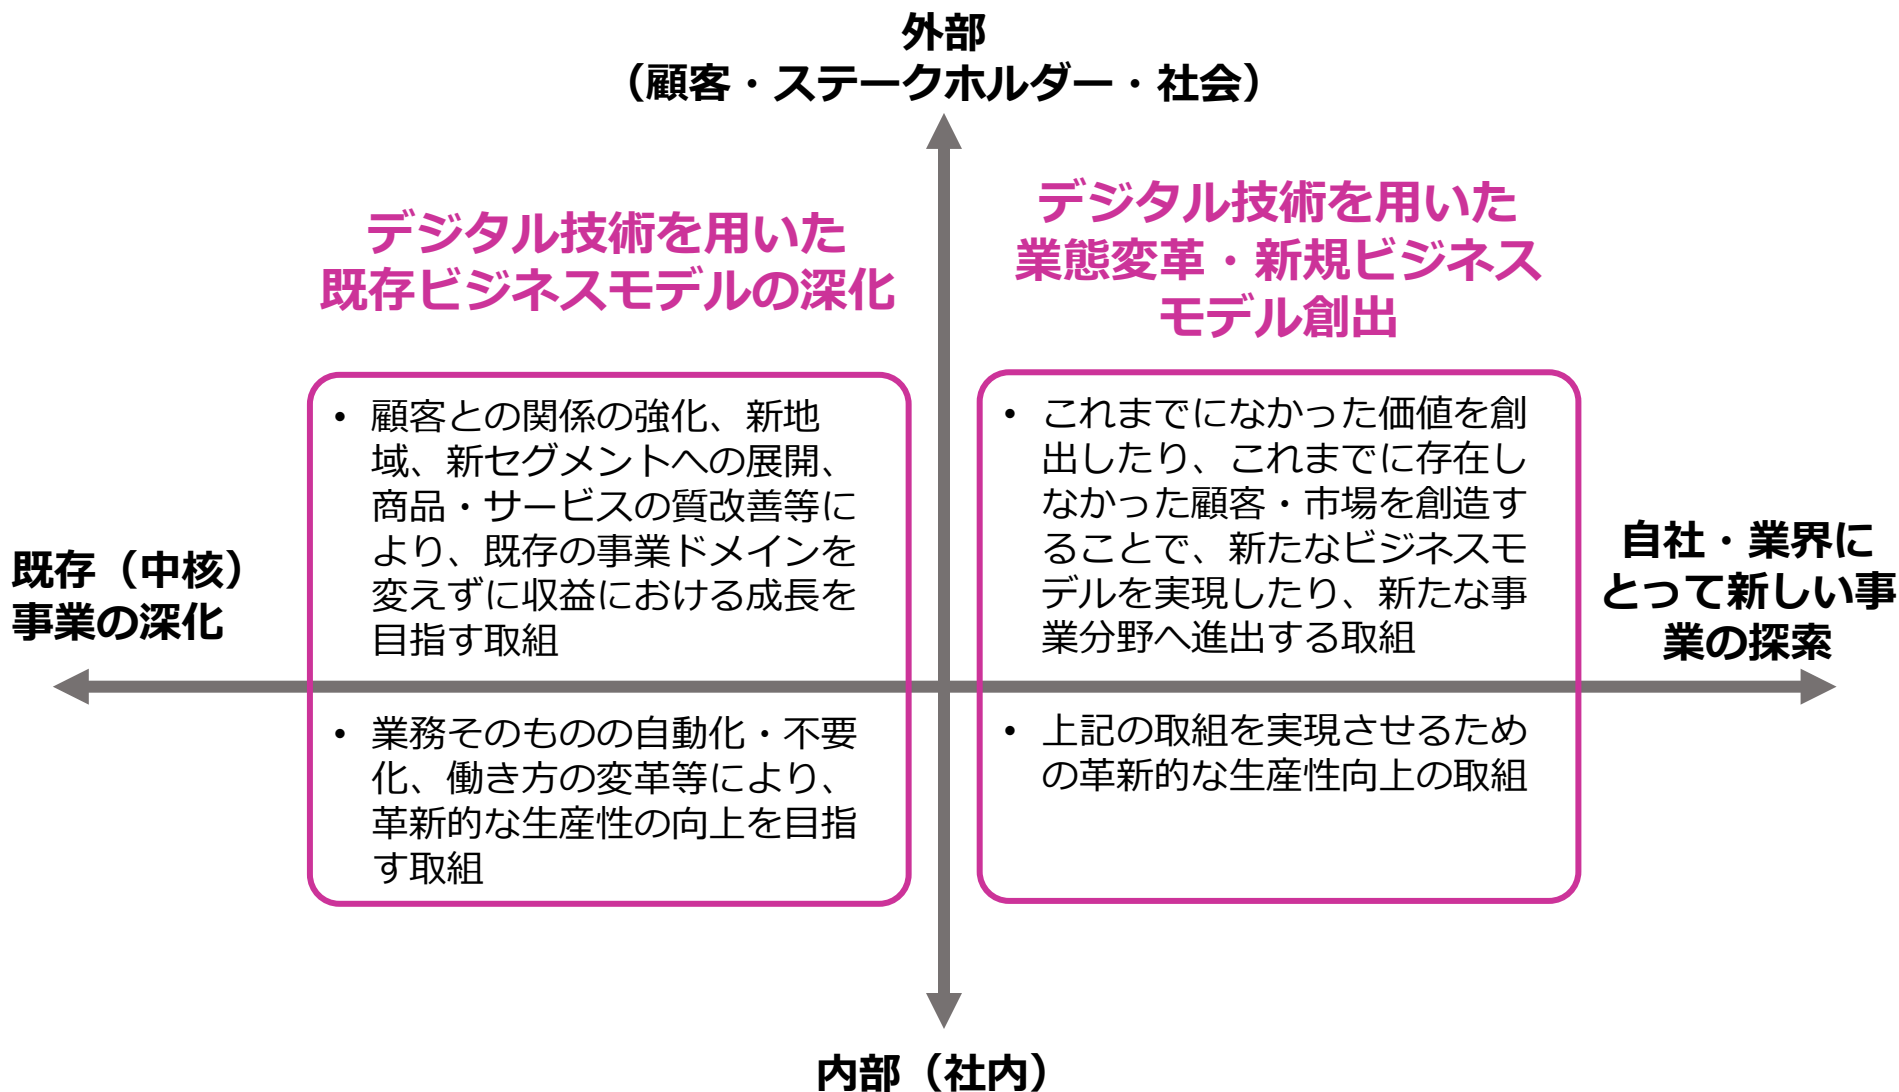 外部
（顧客・ステークホルダー・社会）
デジタル技術を用いた
既存ビジネスモデルの深化
デジタル技術を用いた
業態変革・新規ビジネス
モデル創出
• 顧客との関係の強化、新地
域、新セグメントへの展開、
商品・サービスの質改善等に
より、既存の事業ドメインを
変えずに収益における成長を
目指す取組
• これまでになかった価値を創
出したり、これまでに存在し
なかった顧客・市場を創造す
ることで、新たなビジネスモ
デルを実現したり、新たな事
業分野へ進出する取組
既存（中核）
事業の深化
自社・業界に
とって新しい事
業の探索
• 業務そのものの自動化・不要
化、働き方の変革等により、
革新的な生産性の向上を目指
す取組
• 上記の取組を実現させるため
の革新的な生産性向上の取組
内部（社内）